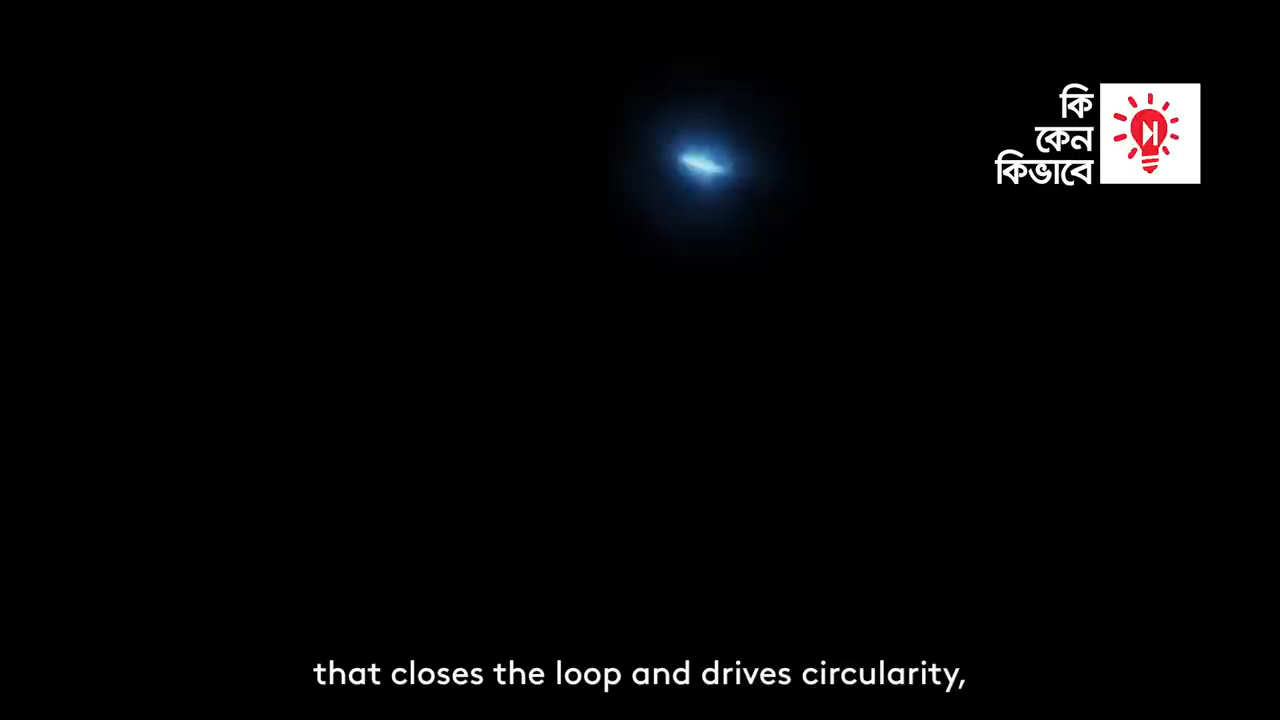 কি
কেন
কিভাবে
that closes the loop and drives circularity,